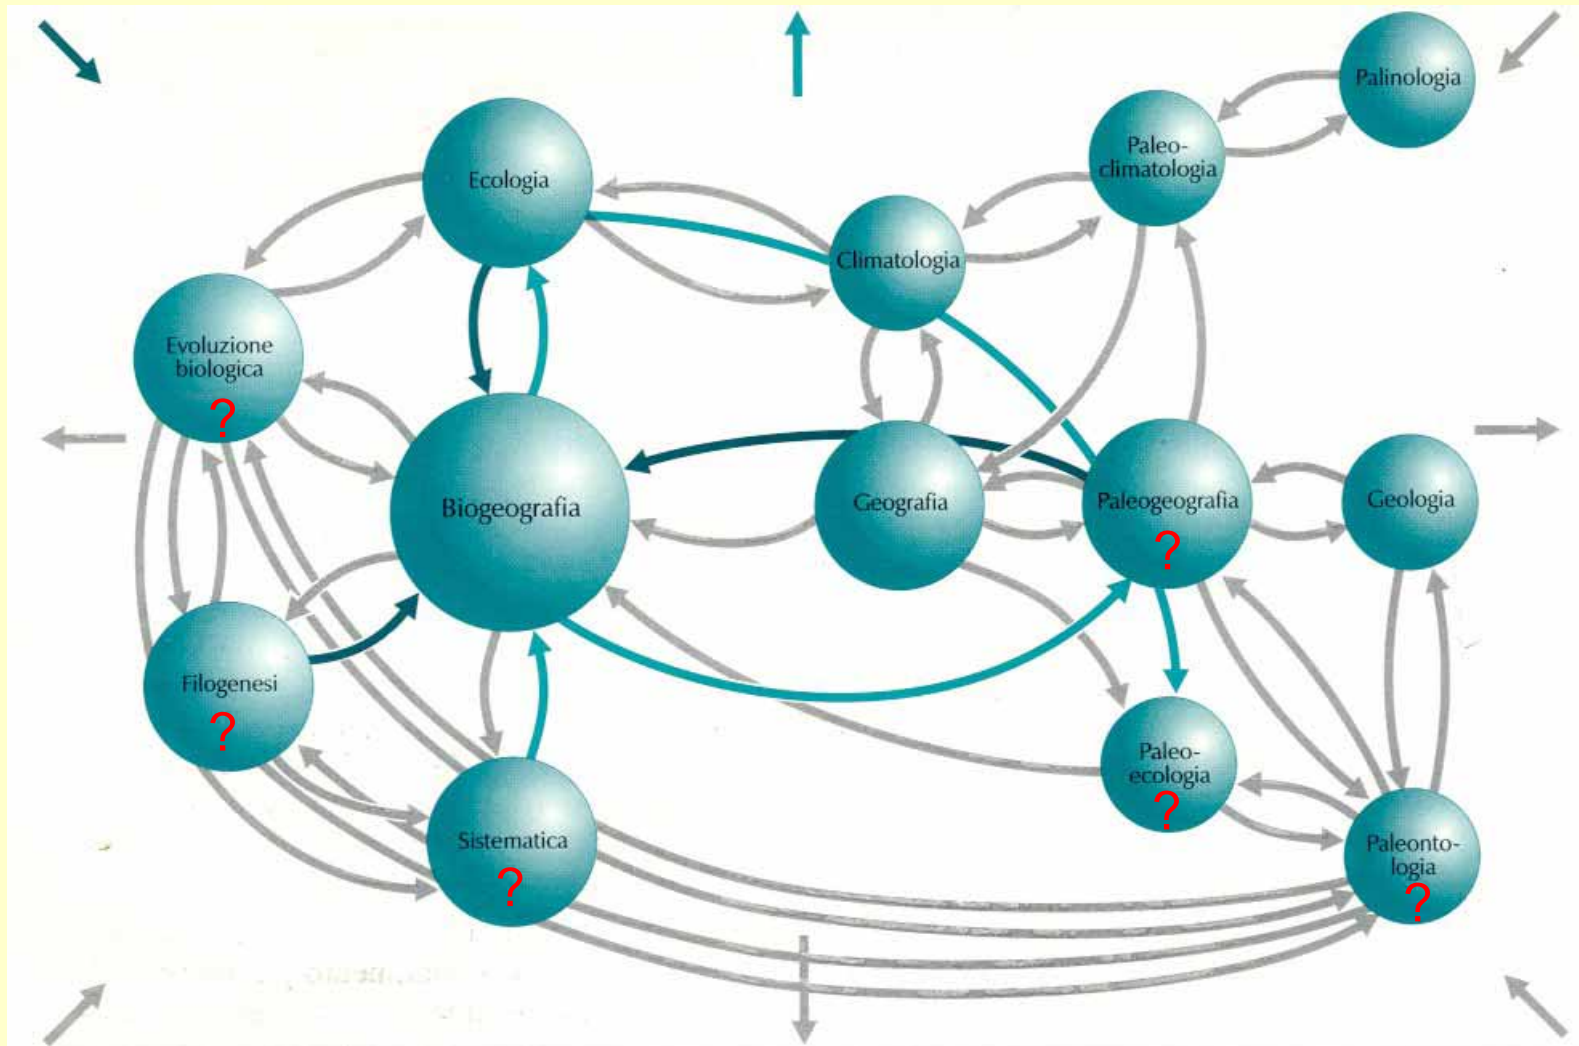 Palinologia
Paleo-
climatologia
Ecologia
Climatologia
Evoluzione
biologica
?
Biogeografia
Geografia
Paleogeografia
?
Geologia
Filogenesi
?
Paleo-
ecologia
?
Sistematica
?
Paleonto-
logia
?